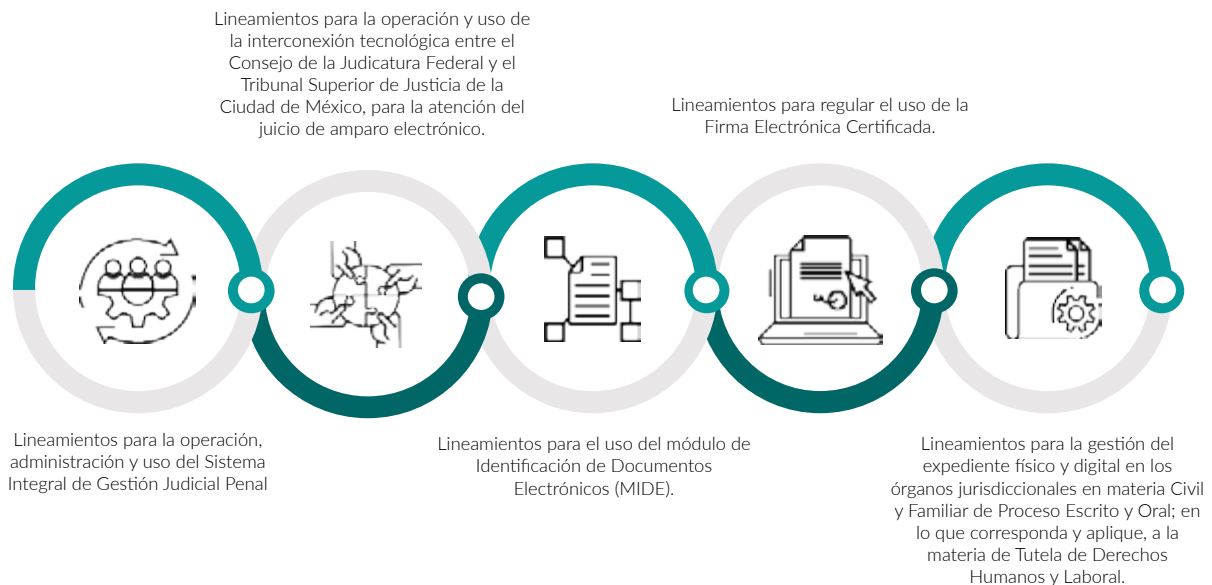 Lineamientos para la operación y uso de
la interconexión tecnológica entre el
Consejo de la Judicatura Federal y el
Tribunal Superior de Justicia de la
Ciudad de México, para la atención del
juicio de amparo electrónico.
Lineamientos para regular el uso de la
Firma Electrónica Certificada.
Lineamientos para la operación,
administración y uso del Sistema
Integral de Gestión Judicial Penal
Lineamientos para el uso del módulo de
Identificación de Documentos
Electrónicos (MIDE).
Lineamientos para la gestión del
expediente físico y digital en los
órganos jurisdiccionales en materia Civil
y Familiar de Proceso Escrito y Oral; en
lo que corresponda y aplique, a la
materia de Tutela de Derechos
Humanos y Laboral.